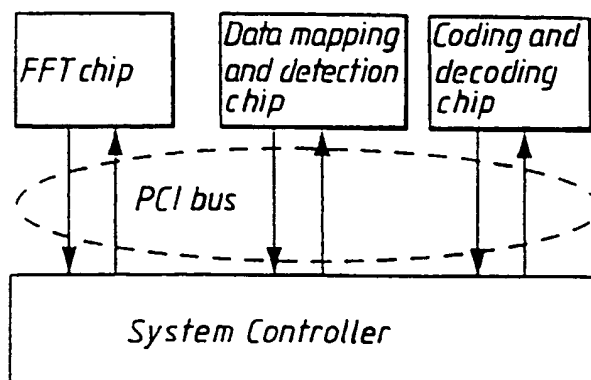 FFT chip
Data mapping
and detection
chip
Coding and
decoding
chip
PCI bus
System Controller